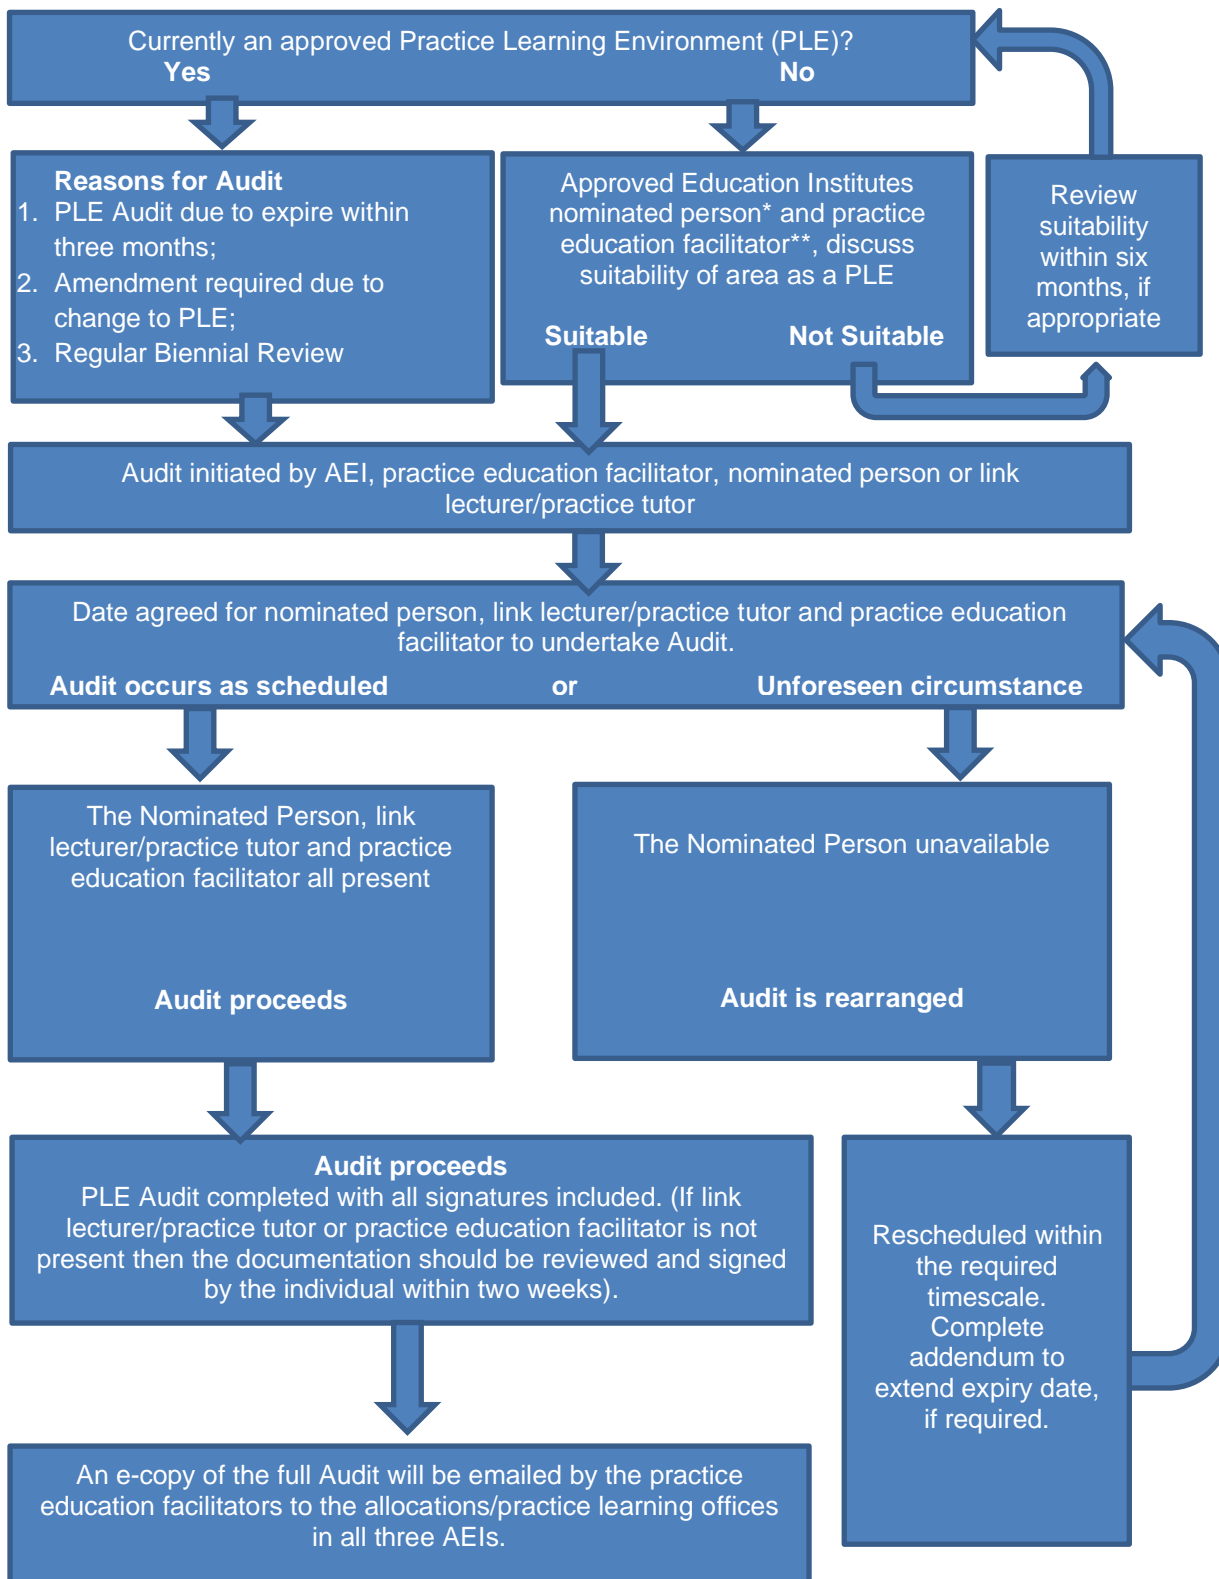 Currently an approved Practice Learning Environment (PLE)?
Yes No
Reasons for Audit
1. PLE Audit due to expire within
three months;
2. Amendment required due to
change to PLE;
3. Regular Biennial Review
Approved Education Institutes
nominated person* and practice
education facilitator**, discuss
suitability of area as a PLE
Suitable Not Suitable
Review
suitability
within six
months, if
appropriate
Audit initiated by AEI, practice education facilitator, nominated person or link
lecturer/practice tutor
Date agreed for nominated person, link lecturer/practice tutor and practice education
facilitator to undertake Audit.
Audit occurs as scheduled or Unforeseen circumstance
The Nominated Person, link
lecturer/practice tutor and practice
education facilitator all present
Audit proceeds
The Nominated Person unavailable
Audit is rearranged
Audit proceeds
PLE Audit completed with all signatures included. (If link
lecturer/practice tutor or practice education facilitator is not
present then the documentation should be reviewed and signed
by the individual within two weeks).
Rescheduled within
the required
timescale.
Complete
addendum to
extend expiry date,
if required.
An e-copy of the full Audit will be emailed by the practice
education facilitators to the allocations/practice learning offices
in all three AEIs.